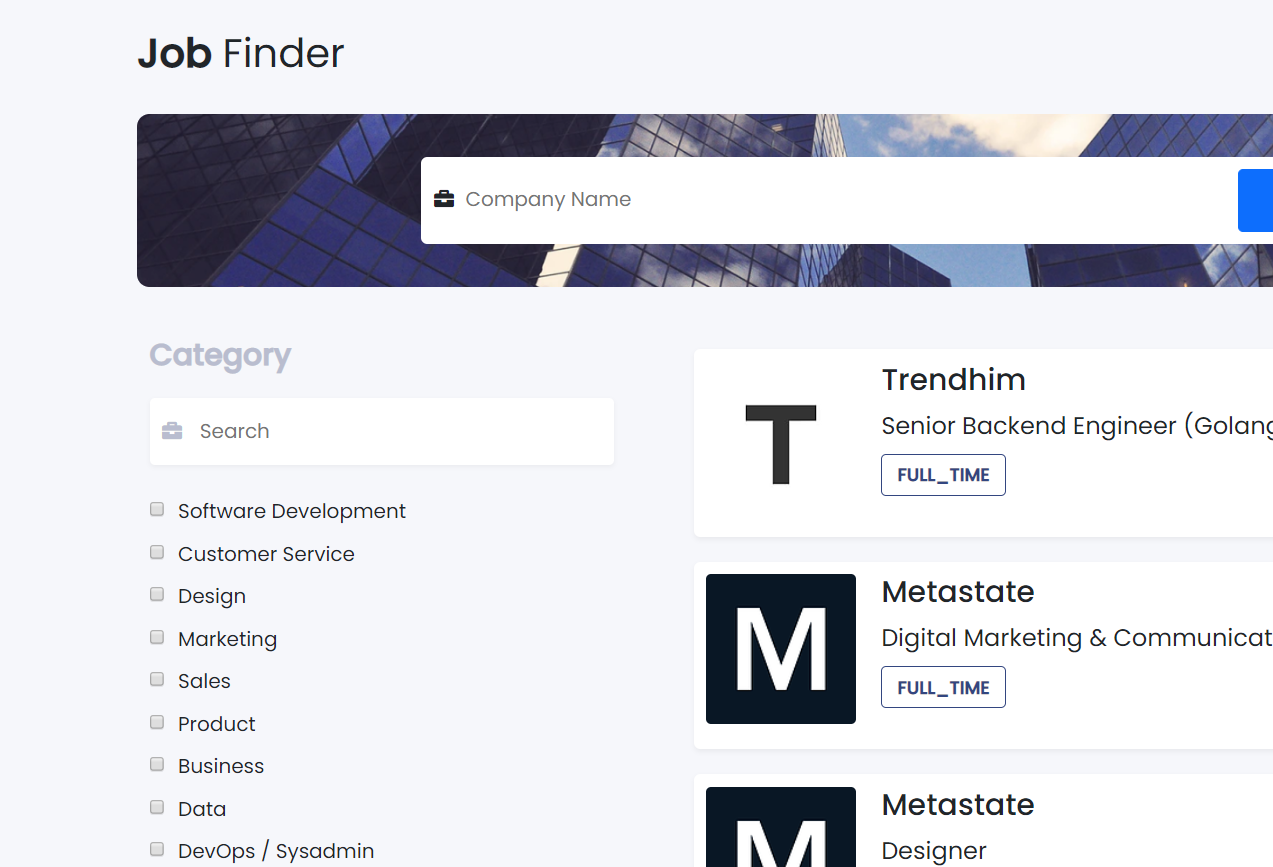 Job Finder
Company Name
Category
Search
Software Development
Customer Service
Design
Marketing
Sales
Product
Business
Data
DevOps / Sysadmin
T
Trendhim
Senior Backend Engineer (Golang
FULL_TIME
M
Metastate
Digital Marketing & Communicat
FULL_TIME
M
Metastate
Designer